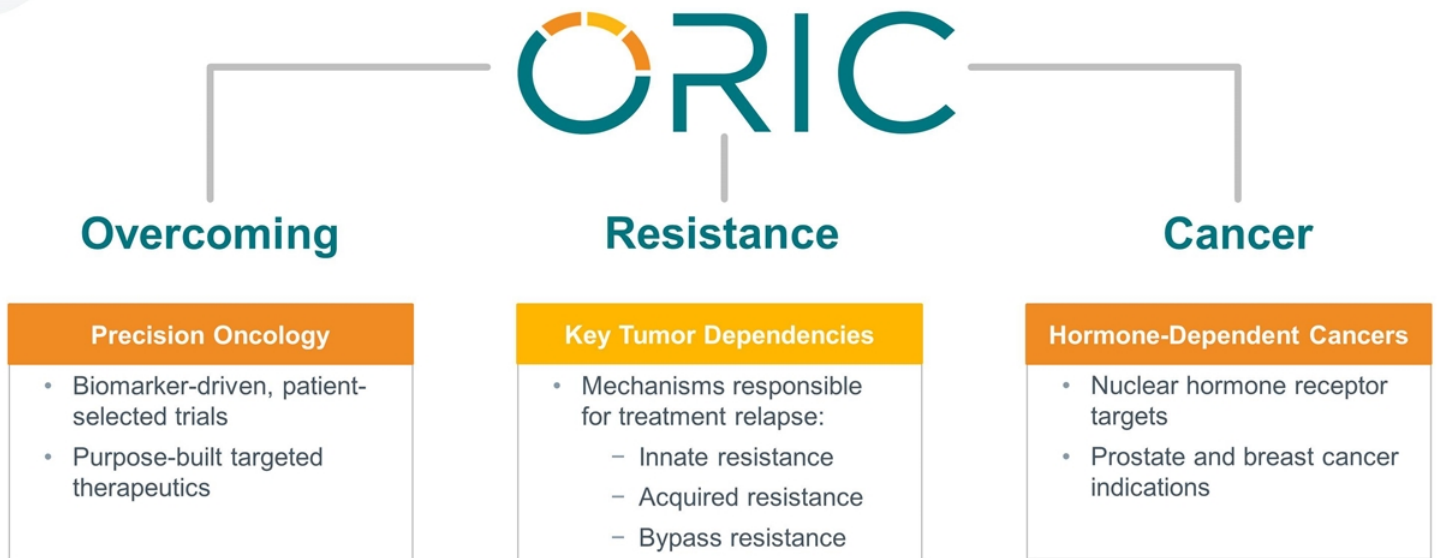 ORIC
Overcoming
Resistance
Cancer
Precision Oncology
• Biomarker-driven, patient-
selected trials
• Purpose-built targeted
therapeutics
Key Tumor Dependencies
• Mechanisms responsible
for treatment relapse:
− Innate resistance
− Acquired resistance
− Bypass resistance
Hormone-Dependent Cancers
• Nuclear hormone receptor
targets
• Prostate and breast cancer
indications